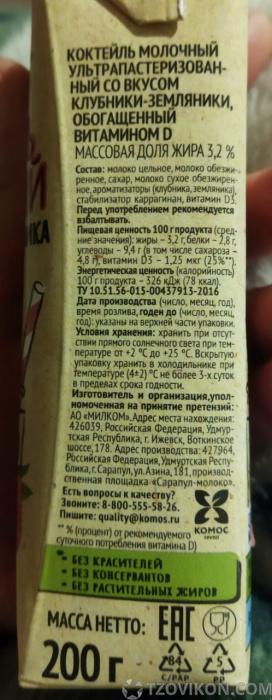 КОКТЕЙЛЬ МОЛОЧНЫЙ
УЛЬТРАПАСТЕРИЗОВАН-
НЫЙ СО ВКУСОМ
КЛУБНИКИ-ЗЕМЛЯНИКИ,
ОБОГАЩЕННЫЙ
ВИТАМИНОМ D
МАССОВАЯ ДОЛЯ ЖИРА 3,2 %
Состав: молоко цельное, молоко обезжи-
ренное, сахар, молоко сухое обезжирен-
ное, ароматизаторы (клубника, земляника),
стабилизатор каррагинан, витамин D3.
Перед употреблением рекомендуется
взбалтывать.
Пищевая ценность 100 г продукта (сред-
ние значения): жиры – 3,2 г, белки – 2,8 г,
углеводы – 9,4 г (в том числе сахароза –
4,8 г), витамин D3 – 1,25 мкг (25%**).
Энергетическая ценность (калорийность)
100 г продукта – 326 кДж (78 ккал).
ТУ 10.51.56-015-00437913-2016
Дата производства (число, месяц, год),
время розлива, годен до (число, месяц,
год): указаны на верхней части упаковки.
Условия хранения: хранить при отсут-
ствии прямого солнечного света при тем-
пературе от +2 °С до +25 °С. Вскрытую
упаковку хранить в холодильнике при
температуре (4±2) °С не более 3-х суток
в пределах срока годности.
Изготовитель и организация, упол-
номоченная на принятие претензий:
АО «МИЛКОМ». Адрес места нахождения:
426039, Российская Федерация, Удмурт-
ская Республика, г. Ижевск, Воткинское
шоссе, 178. Адрес производства: 427964,
Российская Федерация, Удмуртская Респу-
блика, г. Сарапул, ул. Азина, 181, производ-
ственная площадка «Сарапул-молоко».
Есть вопросы к качеству?
Звоните: 8-800-555-58-26.
Пишите: quality@komos.ru
КОМОС
ГРУПП
** % (процент) от рекомендуемого
суточного потребления витамина D)
- БЕЗ КРАСИТЕЛЕЙ
- БЕЗ КОНСЕРВАНТОВ
- БЕЗ РАСТИТЕЛЬНЫХ ЖИРОВ
МАССА НЕТТО:
200 г
EAC
84
C/PAP
5
PP
TZOVIKON.COM